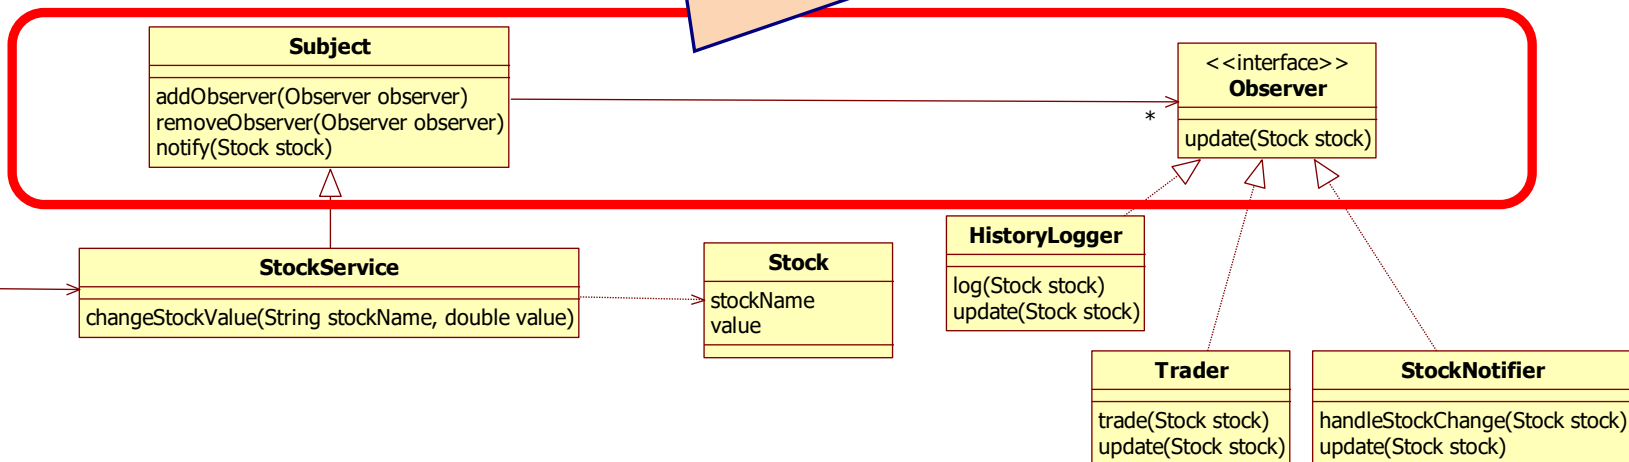 Subject
addObserver(Observer observer)
removeObserver(Observer observer)
notify(Stock stock)
*
<<interface>>
Observer
update(Stock stock)
StockService
changeStockValue(String stockName, double value)
Stock
stockName
value
HistoryLogger
log(Stock stock)
update(Stock stock)
Trader
trade(Stock stock)
update(Stock stock)
StockNotifier
handleStockChange(Stock stock)
update(Stock stock)